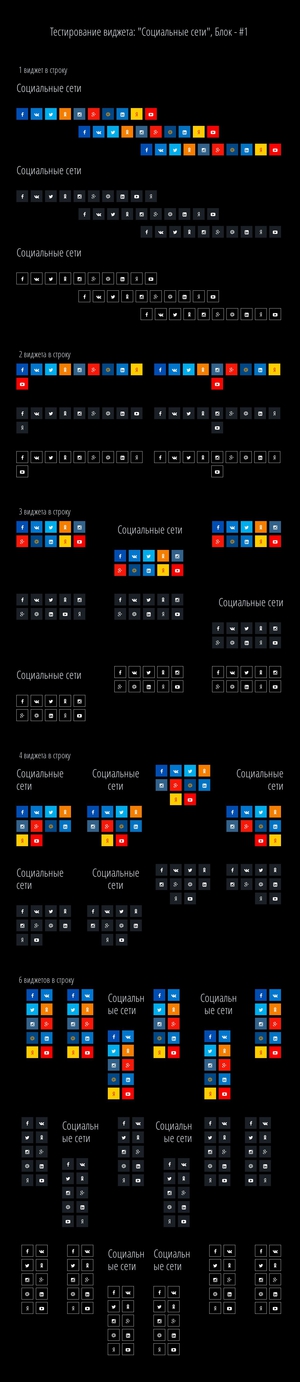 Тестирование виджета: "Социальные сети", Блок - #1
1 виджет в строку
Социальные сети
Социальные сети
Социальные сети
2 виджета в строку
3 виджета в строку
Социальные сети
Социальные сети
Социальные сети
4 виджета в строку
Социальные
сети
Социальные
сети
Социальные
сети
Социальные
сети
Социальные
сети
6 виджетов в строку
Социальн
ые сети
Социальн
ые сети
Социальн
ые сети
Социальн
ые сети
Социальн
ые сети
Социальн
ые сети